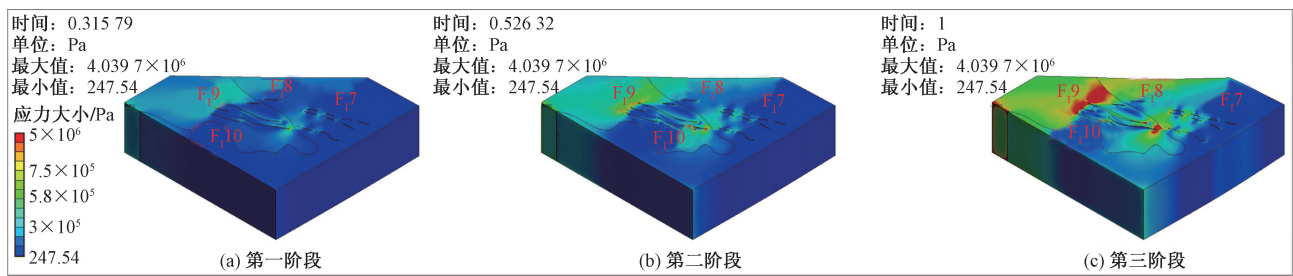 时间：0.315 79
单位：Pa
最大值：4.039 7×10⁶
最小值：247.54
应力大小/Pa
5×10⁶
7.5×10⁵
5.8×10⁵
3×10⁵
247.54
F₁9
F₁8
F₁7
F₁10
(a) 第一阶段
时间：0.526 32
单位：Pa
最大值：4.039 7×10⁶
最小值：247.54
F₁9
F₁8
F₁7
F₁10
(b) 第二阶段
时间：1
单位：Pa
最大值：4.039 7×10⁶
最小值：247.54
F₁9
F₁8
F₁7
F₁10
(c) 第三阶段